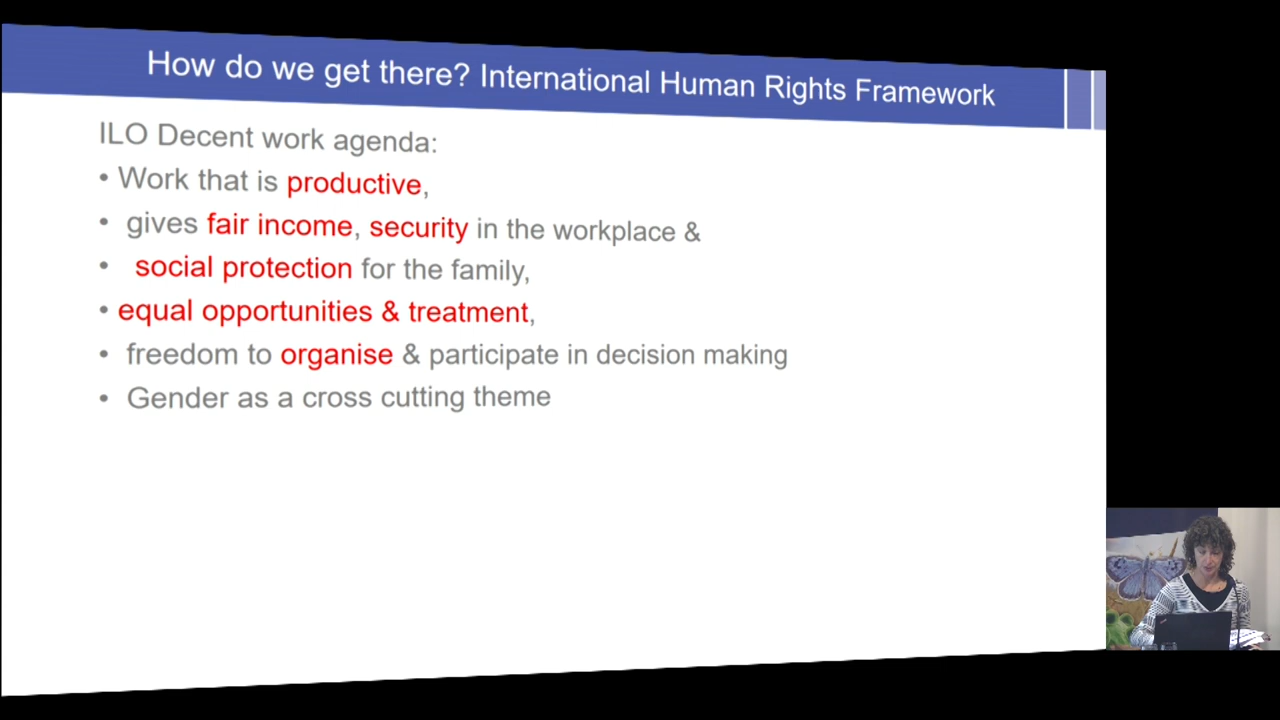 How do we get there? International Human Rights Framework
ILO Decent work agenda:
• Work that is productive,
• gives fair income, security in the workplace &
• social protection for the family,
• equal opportunities & treatment,
• freedom to organise & participate in decision making
• Gender as a cross cutting theme